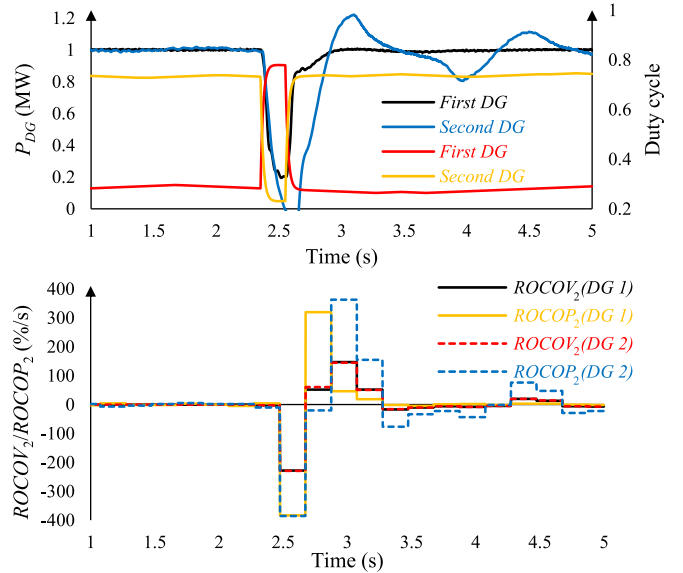 1.2
1
0.8
0.6
0.4
0.2
0
P_DG (MW)
1
0.8
0.6
0.4
0.2
Duty cycle
First DG
Second DG
First DG
Second DG
1 1.5 2 2.5 3 3.5 4 4.5 5
Time (s)
400
300
200
100
0
-100
-200
-300
-400
ROCOV₂/ROCOP₂ (%/s)
ROCOV₂(DG 1)
ROCOP₂(DG 1)
ROCOV₂(DG 2)
ROCOP₂(DG 2)
1 1.5 2 2.5 3 3.5 4 4.5 5
Time (s)